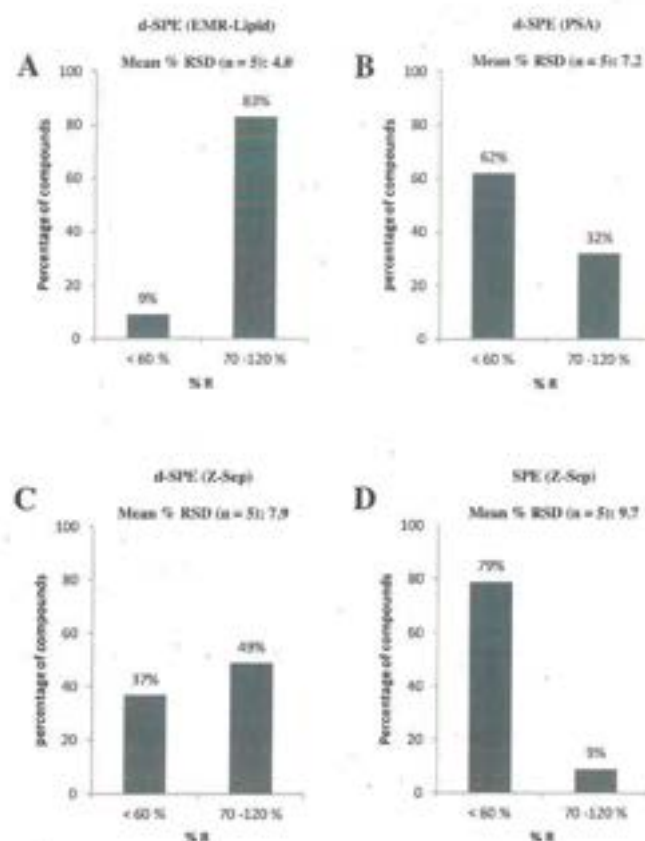 d-SPE (EMR-Lipid)
A
Mean % RSD (n = 5): 4.0
Percentage of compounds
100
80
60
40
20
0
9%
83%
< 60 %
70 -120 %
% R
d-SPE (PSA)
B
Mean % RSD (n = 5): 7.2
percentage of compounds
100
80
60
40
20
0
62%
32%
< 60 %
70 -120 %
% R
d-SPE (Z-Sep)
C
Mean % RSD (n = 5): 7.9
percentage of compounds
100
80
60
40
20
0
37%
49%
< 60 %
70 -120 %
% R
SPE (Z-Sep)
D
Mean % RSD (n = 5): 9.7
Percentage of compounds
100
80
60
40
20
0
79%
9%
< 60 %
70 -120 %
% R